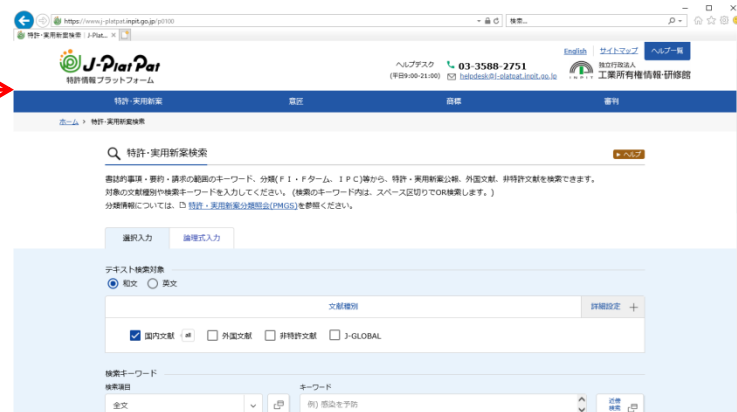 https://www.j-platpat.inpit.go.jp/p0100
検索...
特許・実用新案検索 | J-Plat...
J-PlatPat
特許情報プラットフォーム
ヘルプデスク
(平日9:00-21:00)
03-3588-2751
helpdesk@j-platpat.inpit.go.jp
English
サイトマップ
ヘルプ一覧
INPIT
独立行政法人
工業所有権情報・研修館
特許・実用新案
意匠
商標
審判
ホーム > 特許・実用新案検索
特許・実用新案検索
ヘルプ
書誌的事項・要約・請求の範囲のキーワード、分類(FI・Fターム、IPC)等から、特許・実用新案公報、外国文献、非特許文献を検索できます。
対象の文献種別や検索キーワードを入力してください。(検索のキーワード内は、スペース区切りでOR検索します。)
分類情報については、特許・実用新案分類照会(PMGS)を参照ください。
選択入力
論理式入力
テキスト検索対象
和文 英文
文献種別
詳細設定 +
国内文献 all 外国文献 非特許文献 J-GLOBAL
検索キーワード
検索項目
キーワード
全文
例) 感染を予防
近傍
検索